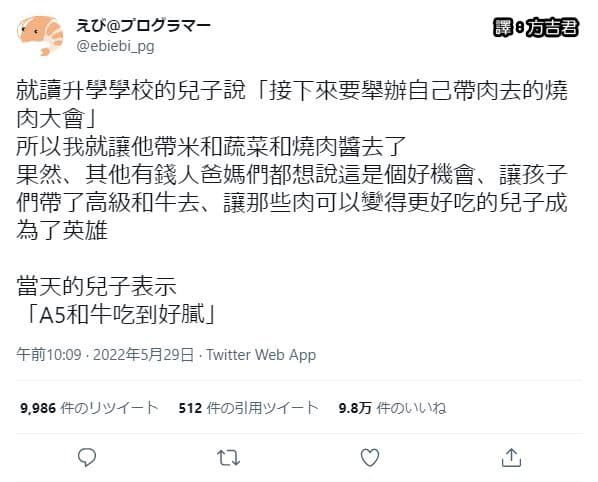 えび@プログラマー
@ebiebi_pg
譯θ方吉君
就讀升學學校的兒子說「接下來要舉辦自己帶肉去的燒
肉大會」
所以我就讓他帶米和蔬菜和燒肉醬去了
果然、其他有錢人爸媽們都想說這是個好機會、讓孩子
們帶了高級和牛去、讓那些肉可以變得更好吃的兒子成
為了英雄
當天的兒子表示
「A5和牛吃到好膩」
午前10:09 · 2022年5月29日 · Twitter Web App
9,986 件のリツイート 512 件の引用ツイート 9.8万 件のいいね